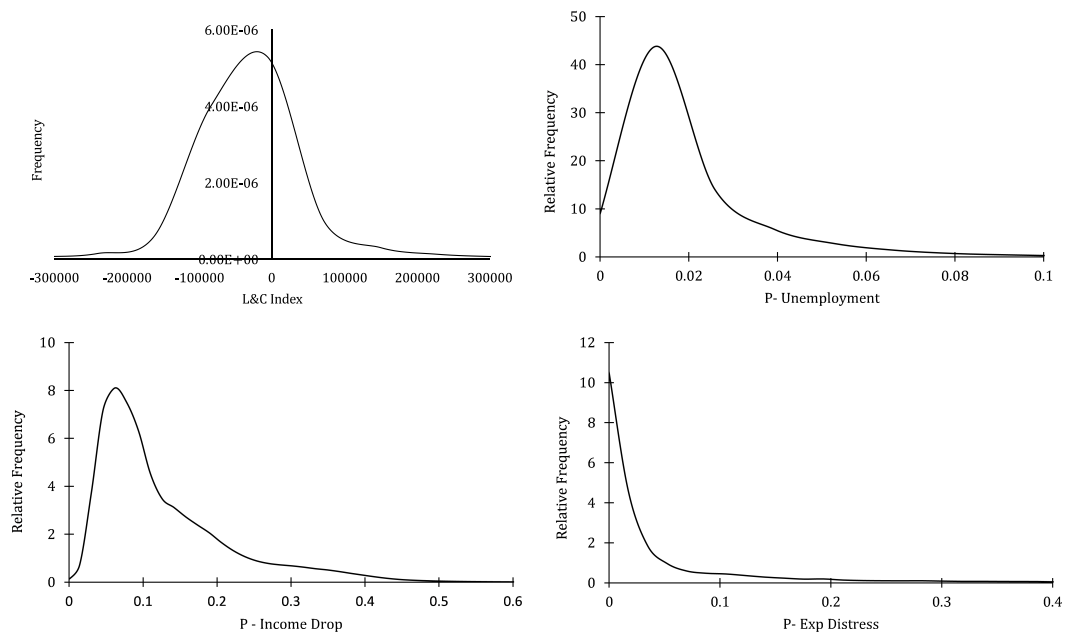 6.00E-06
4.00E-06
2.00E-06
0.00E+00
Frequency
-300000 -200000 -100000 0 100000 200000 300000
L&C Index
50
40
30
20
10
0
Relative Frequency
0 0.02 0.04 0.06 0.08 0.1
P- Unemployment
10
8
6
4
2
0
Relative Frequency
0 0.1 0.2 0.3 0.4 0.5 0.6
P - Income Drop
12
10
8
6
4
2
0
Relative Frequency
0 0.1 0.2 0.3 0.4
P- Exp Distress